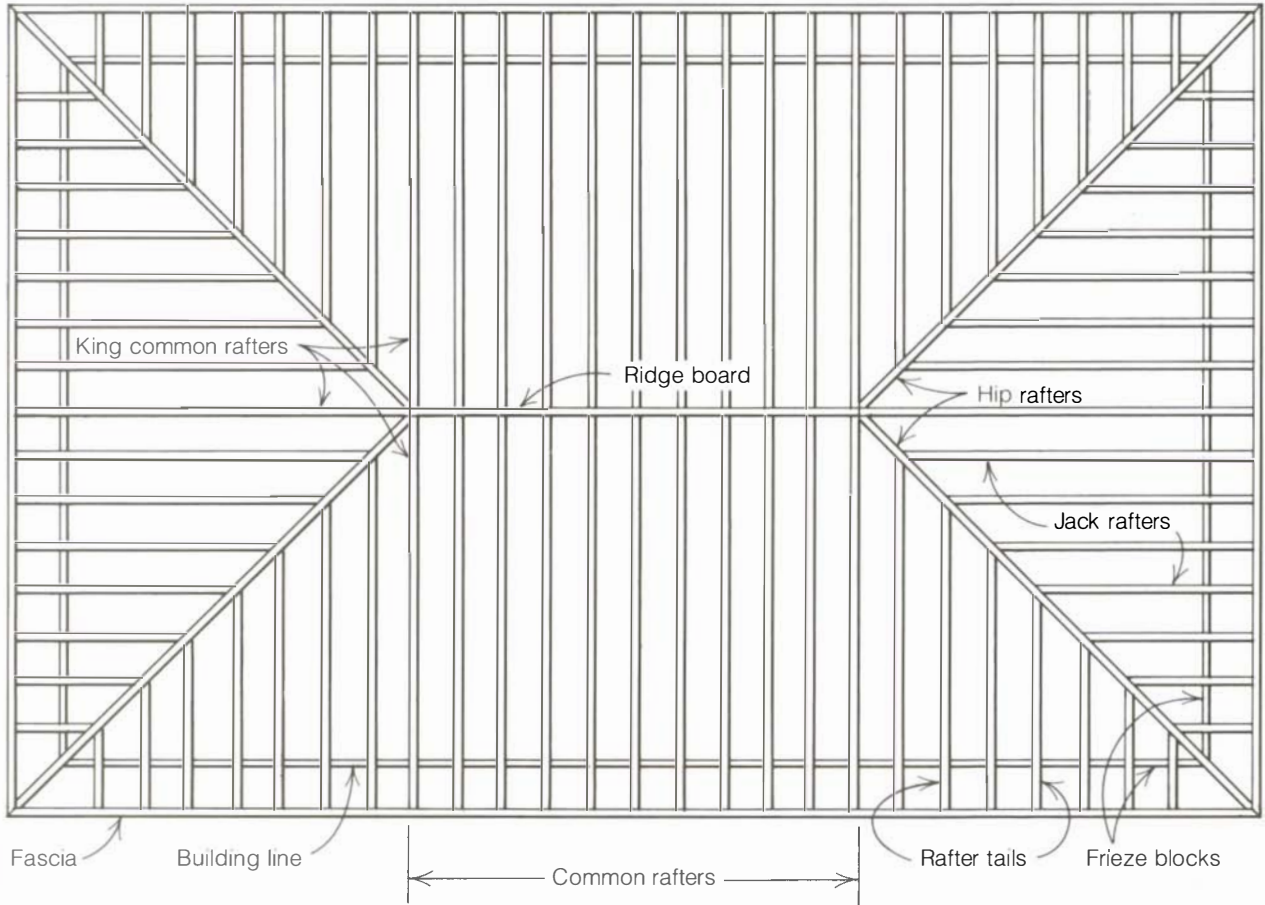 King common rafters
Ridge board
Hip rafters
Jack rafters
Fascia
Building line
Rafter tails
Frieze blocks
Common rafters